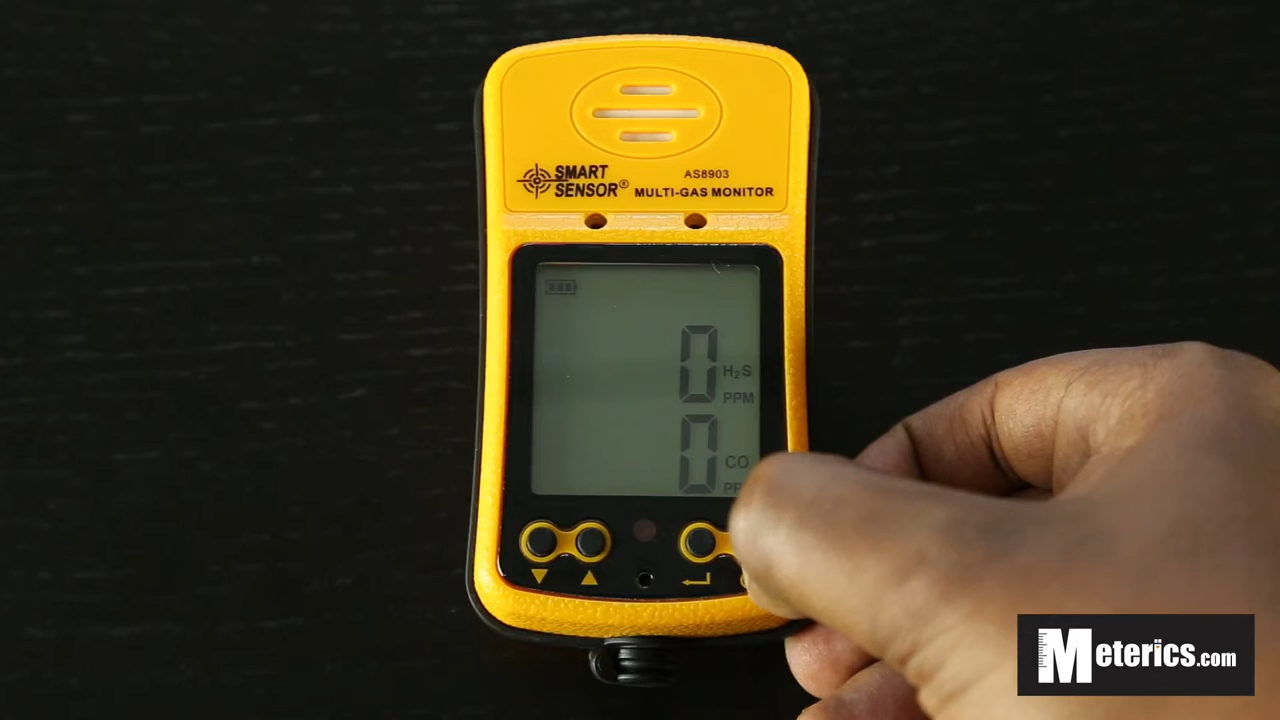 SMART
SENSOR®
AS8903
MULTI-GAS MONITOR
0
H₂S
PPM
0
CO
Meterics.com